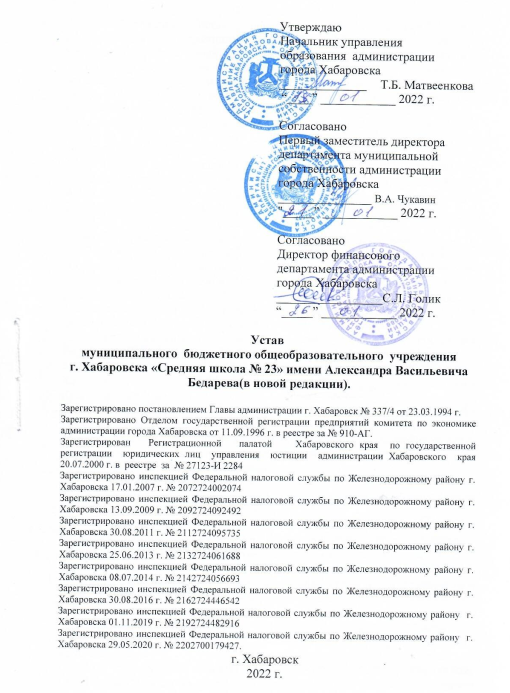 Утверждаю
Начальник управления
образования администрации
города Хабаровска
Т.Б. Матвеенкова
“ ” 01 2022 г.
Согласовано
Первый заместитель директора
департамента муниципальной
собственности администрации
города Хабаровска
В.А. Чукавин
“ 21 ” 01 2022 г.
Согласовано
Директор финансового
департамента администрации
города Хабаровска
С.Л. Голик
“ 26 ” 01 2022 г.
Устав
муниципального бюджетного общеобразовательного учреждения
г. Хабаровска «Средняя школа № 23» имени Александра Васильевича
Бедарева(в новой редакции).
Зарегистрировано постановлением Главы администрации г. Хабаровск № 337/4 от 23.03.1994 г.
Зарегистрировано Отделом государственной регистрации предприятий комитета по экономике
администрации города Хабаровска от 11.09.1996 г. в реестре за № 910-АГ.
Зарегистрирован Регистрационной палатой Хабаровского края по государственной
регистрации юридических лиц управления юстиции администрации Хабаровского края
20.07.2000 г. в реестре за № 27123-И 2284
Зарегистрировано инспекцией Федеральной налоговой службы по Железнодорожному району г.
Хабаровска 17.01.2007 г. № 2072724002074
Зарегистрировано инспекцией Федеральной налоговой службы по Железнодорожному району г.
Хабаровска 13.09.2009 г. № 2092724092492
Зарегистрировано инспекцией Федеральной налоговой службы по Железнодорожному району г.
Хабаровска 30.08.2011 г. № 2112724095735
Зарегистрировано инспекцией Федеральной налоговой службы по Железнодорожному району г.
Хабаровска 25.06.2013 г. № 2132724061688
Зарегистрировано инспекцией Федеральной налоговой службы по Железнодорожному району г.
Хабаровска 08.07.2014 г. № 2142724056693
Зарегистрировано инспекцией Федеральной налоговой службы по Железнодорожному району г.
Хабаровска 30.08.2016 г. № 2162724446542
Зарегистрировано инспекцией Федеральной налоговой службы по Железнодорожному району г.
Хабаровска 01.11.2019 г. № 2192724482916
Зарегистрировано инспекцией Федеральной налоговой службы по Железнодорожному району г.
Хабаровска 29.05.2020 г. № 2202700179427.
г. Хабаровск
2022 г.